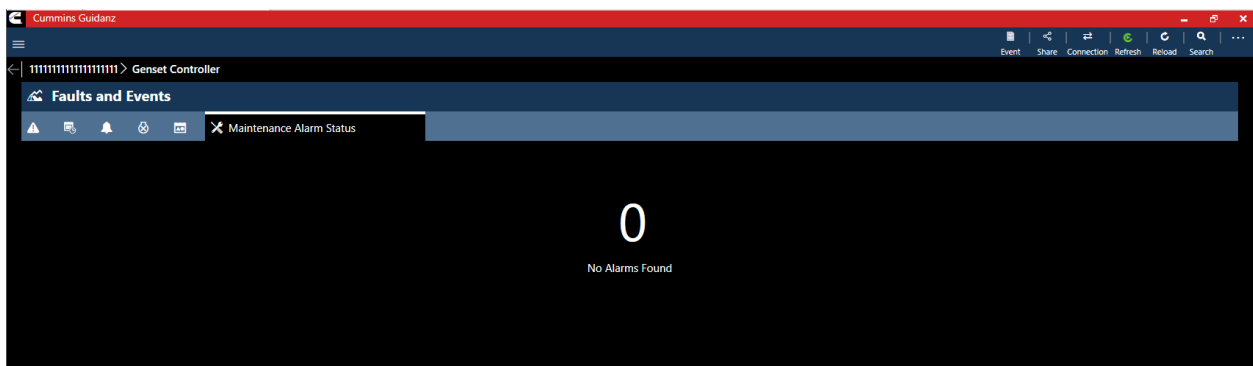 Cummins Guidanz
Event Share Connection Refresh Reload Search
11111111111111111111 > Genset Controller
Faults and Events
Maintenance Alarm Status
0
No Alarms Found